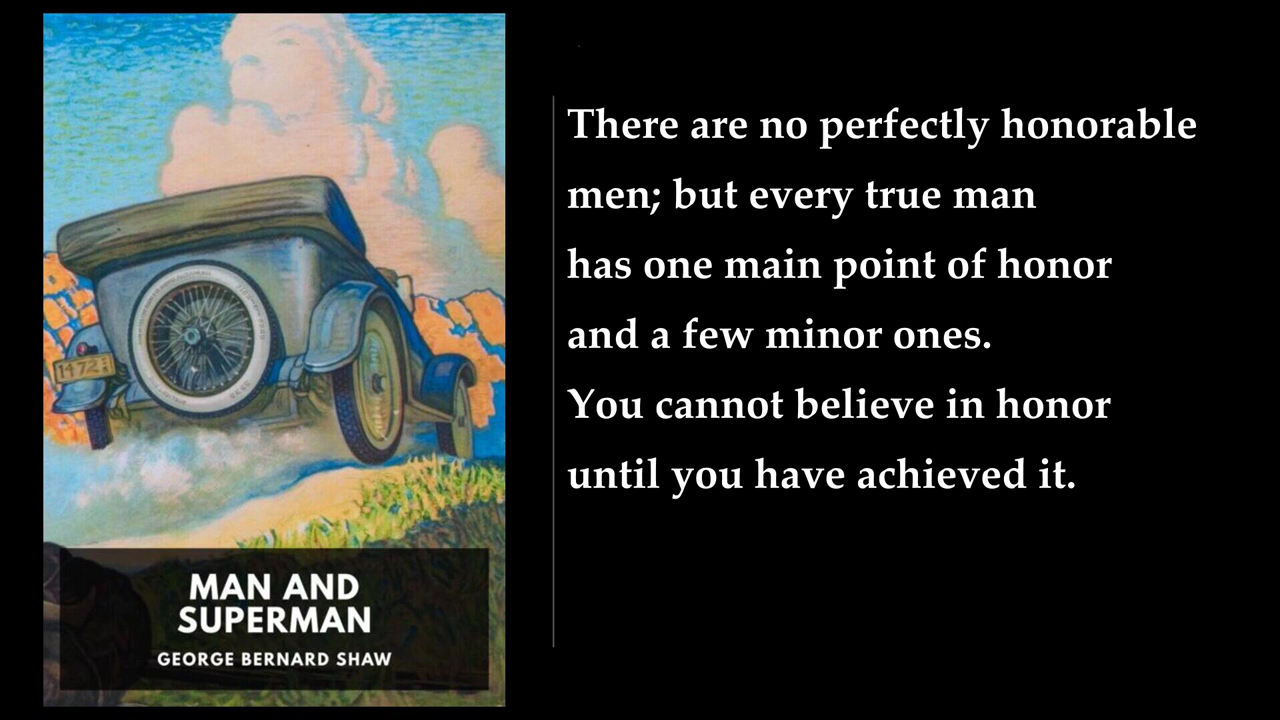 There are no perfectly honorable
men; but every true man
has one main point of honor
and a few minor ones.
You cannot believe in honor
until you have achieved it.
1472
MAN AND
SUPERMAN
GEORGE BERNARD SHAW